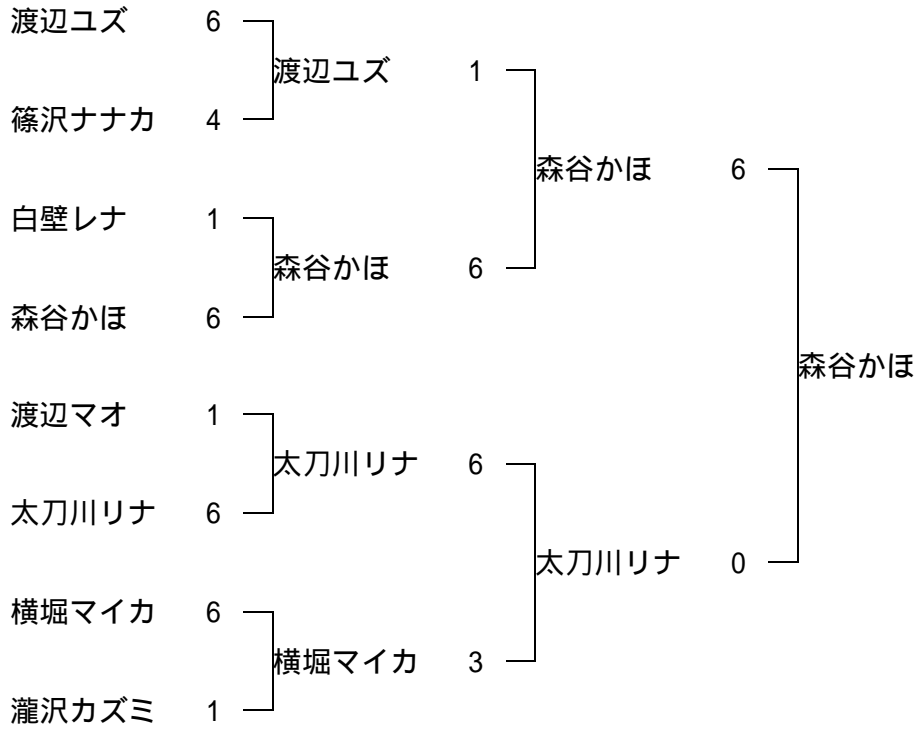 渡辺ユズ 6
渡辺ユズ 1
篠沢ナナカ 4
森谷かほ 6
白壁レナ 1
森谷かほ 6
森谷かほ 6
森谷かほ
渡辺マオ 1
太刀川リナ 6
太刀川リナ 6
太刀川リナ 0
横堀マイカ 6
横堀マイカ 3
瀧沢カズミ 1